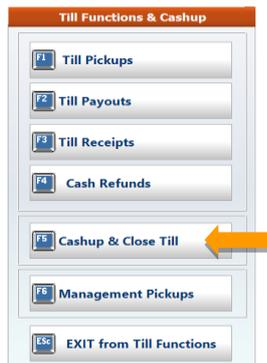 Till Functions & Cashup
F1 Till Pickups
F2 Till Payouts
F3 Till Receipts
F4 Cash Refunds
F5 Cashup & Close Till
F6 Management Pickups
ESc EXIT from Till Functions